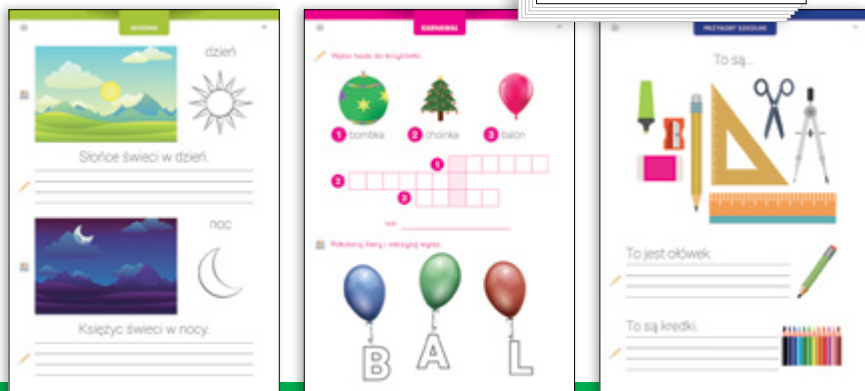 WIOSNA
dzień
Słońce świeci w dzień.
noc
Księżyc świeci w nocy.
KARNAWAŁ
Wpisz hasła do krzyżówki.
1 bombka 2 choinka 3 balon
1
2
3
Pokoloruj litery i odczytaj wyraz.
B A L
PRZYBORY SZKOLNE
To są...
To jest ołówek.
To są kredki.